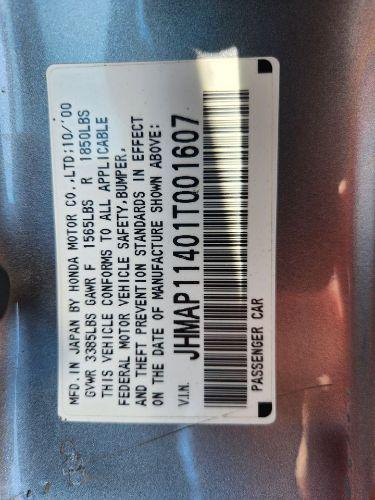 MFD. IN JAPAN BY HONDA MOTOR CO.,LTD;10/'00
GVWR 3385LBS GAWR F 1565LBS R 1850LBS
THIS VEHICLE CONFORMS TO ALL APPLICABLE
FEDERAL MOTOR VEHICLE SAFETY,BUMPER,
AND THEFT PREVENTION STANDARDS IN EFFECT
ON THE DATE OF MANUFACTURE SHOWN ABOVE:
V.I.N. JHMAP11401T001607
PASSENGER CAR